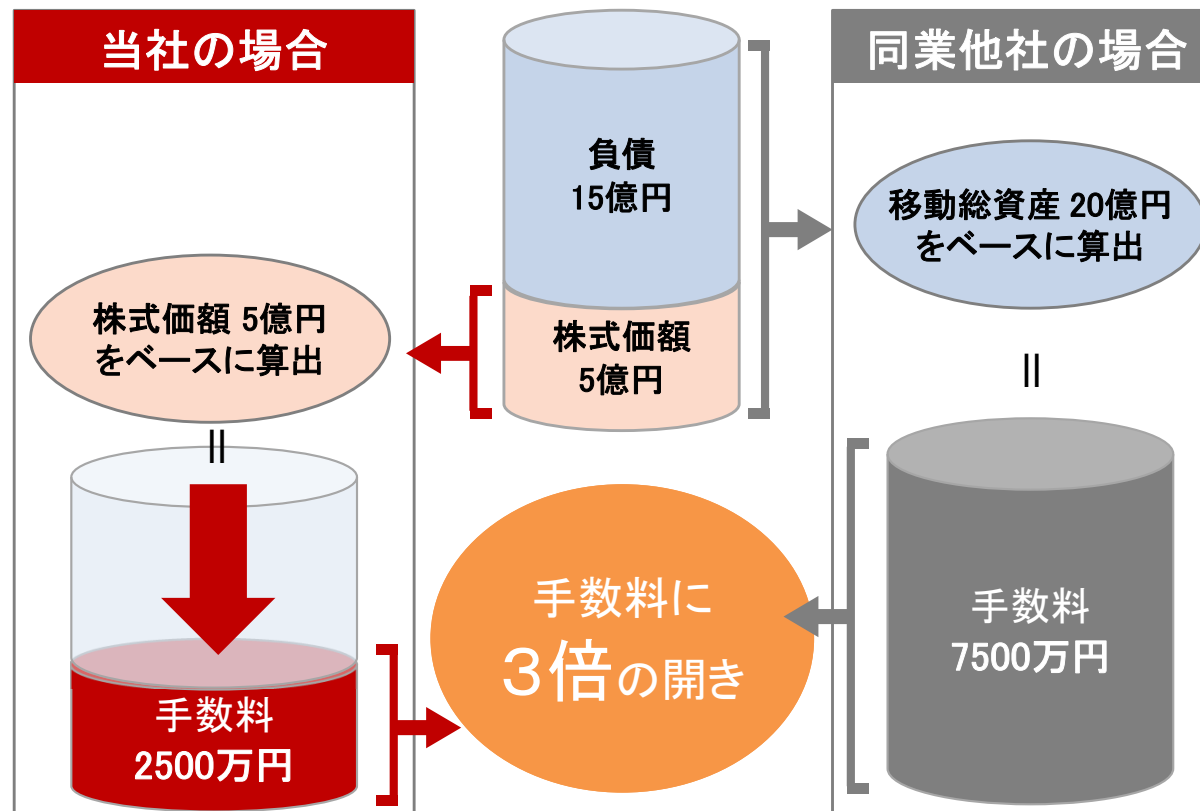 当社の場合
負債
15億円
株式価額
5億円
同業他社の場合
移動総資産 20億円
をベースに算出
株式価額 5億円
をベースに算出
=
=
手数料
2500万円
手数料に
3倍の開き
手数料
7500万円